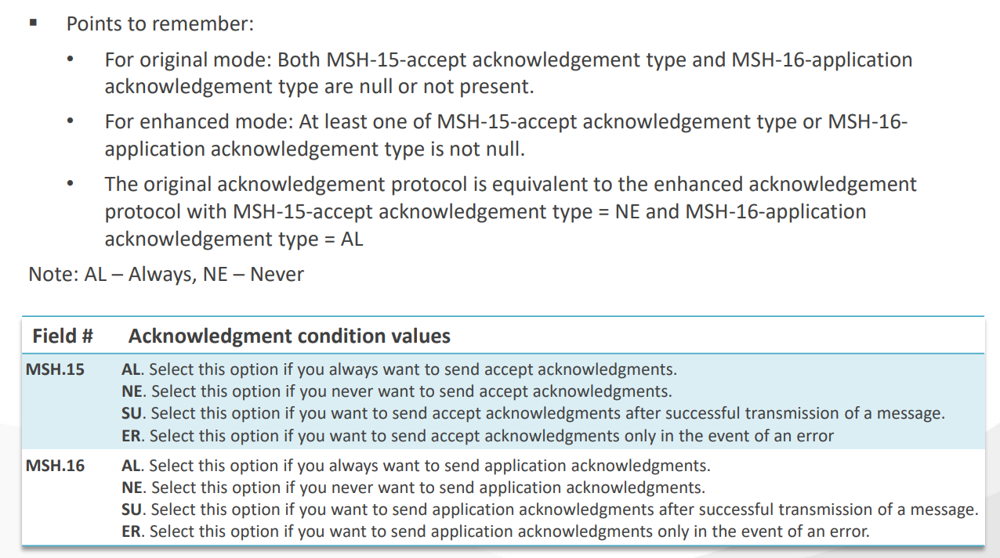 ▪ Points to remember:
• For original mode: Both MSH-15-accept acknowledgement type and MSH-16-application
acknowledgement type are null or not present.
• For enhanced mode: At least one of MSH-15-accept acknowledgement type or MSH-16-
application acknowledgement type is not null.
• The original acknowledgement protocol is equivalent to the enhanced acknowledgement
protocol with MSH-15-accept acknowledgement type = NE and MSH-16-application
acknowledgement type = AL
Note: AL – Always, NE – Never
Field # Acknowledgment condition values
MSH.15 AL. Select this option if you always want to send accept acknowledgments.
NE. Select this option if you never want to send accept acknowledgments.
SU. Select this option if you want to send accept acknowledgments after successful transmission of a message.
ER. Select this option if you want to send accept acknowledgments only in the event of an error
MSH.16 AL. Select this option if you always want to send application acknowledgments.
NE. Select this option if you never want to send application acknowledgments.
SU. Select this option if you want to send application acknowledgments after successful transmission of a message.
ER. Select this option if you want to send application acknowledgments only in the event of an error.